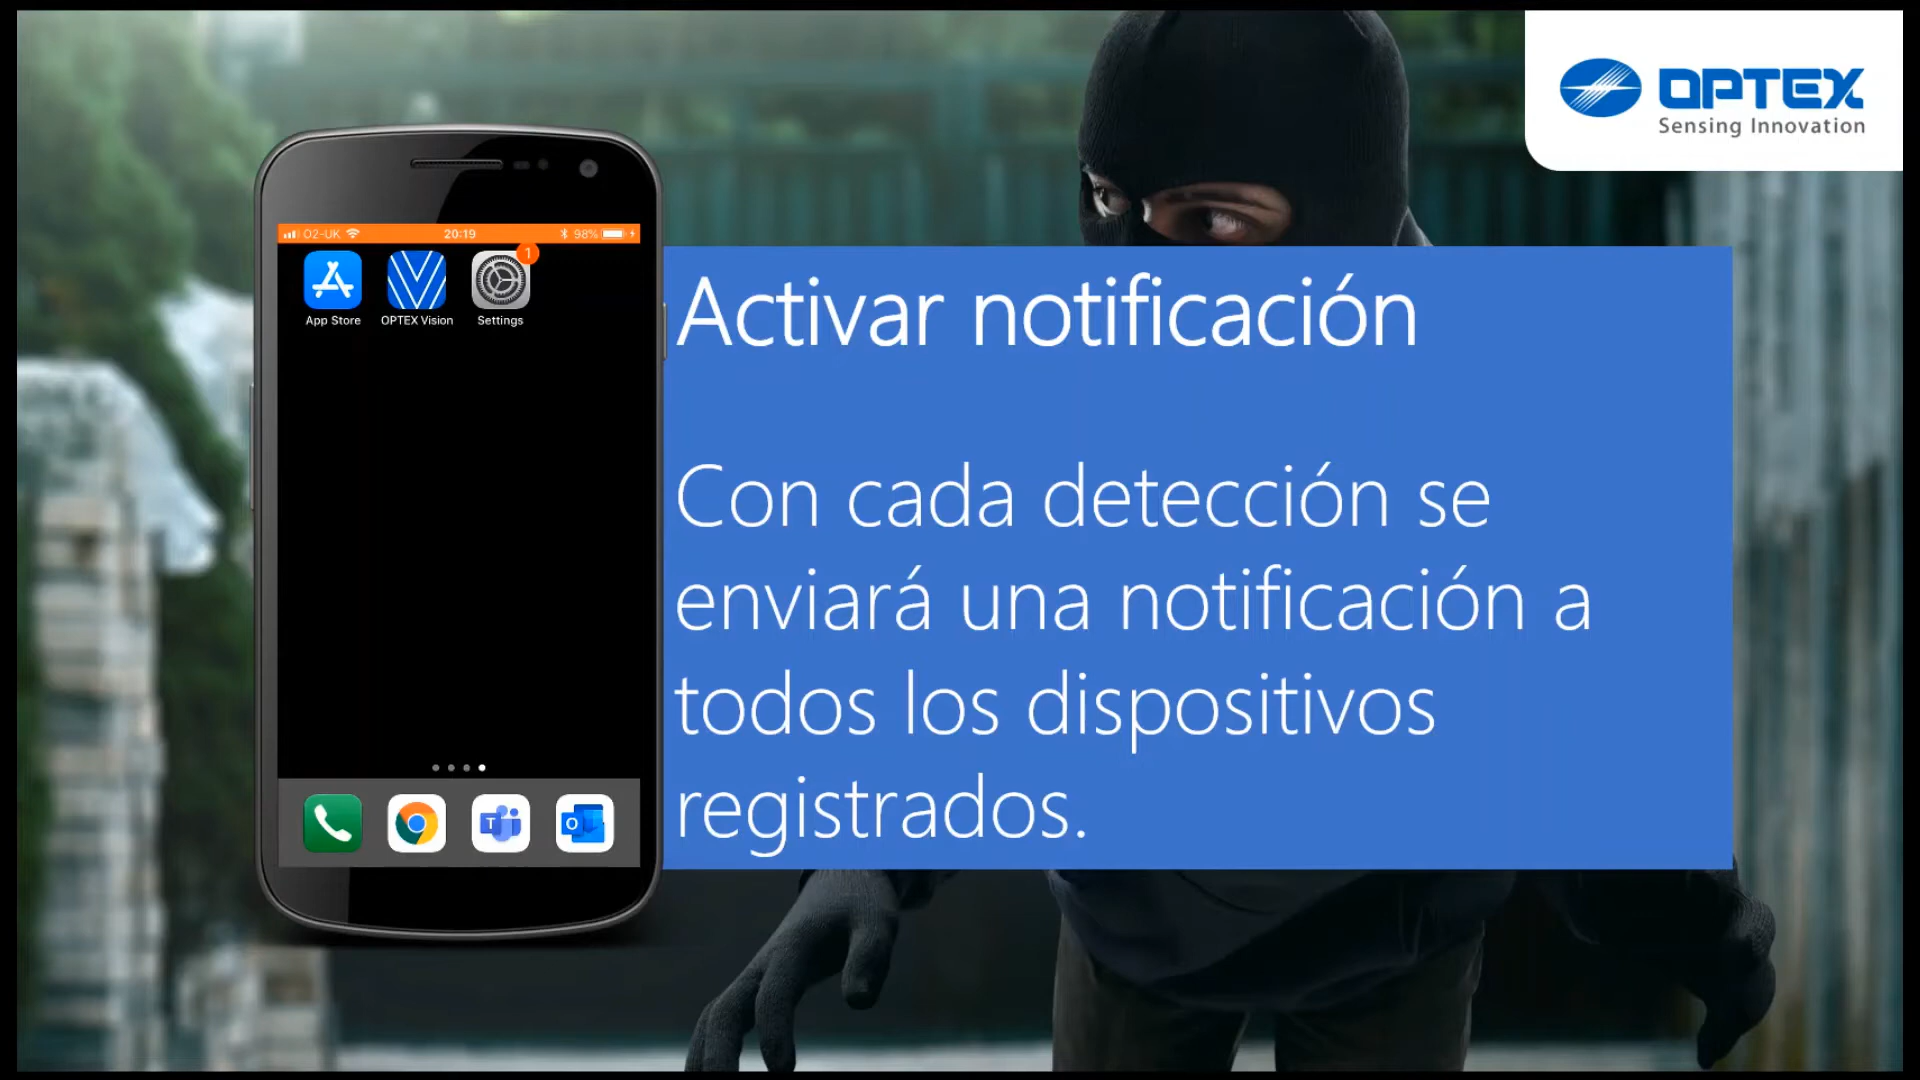 OPTEX
Sensing Innovation
O2-UK 20:19 98%
1
App Store OPTEX Vision Settings
Activar notificación
Con cada detección se
enviará una notificación a
todos los dispositivos
registrados.
T O